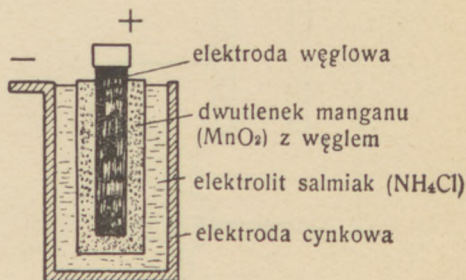 +
−
elektroda węglowa
dwutlenek manganu
(MnO₂) z węglem
elektrolit salmiak (NH₄Cl)
elektroda cynkowa